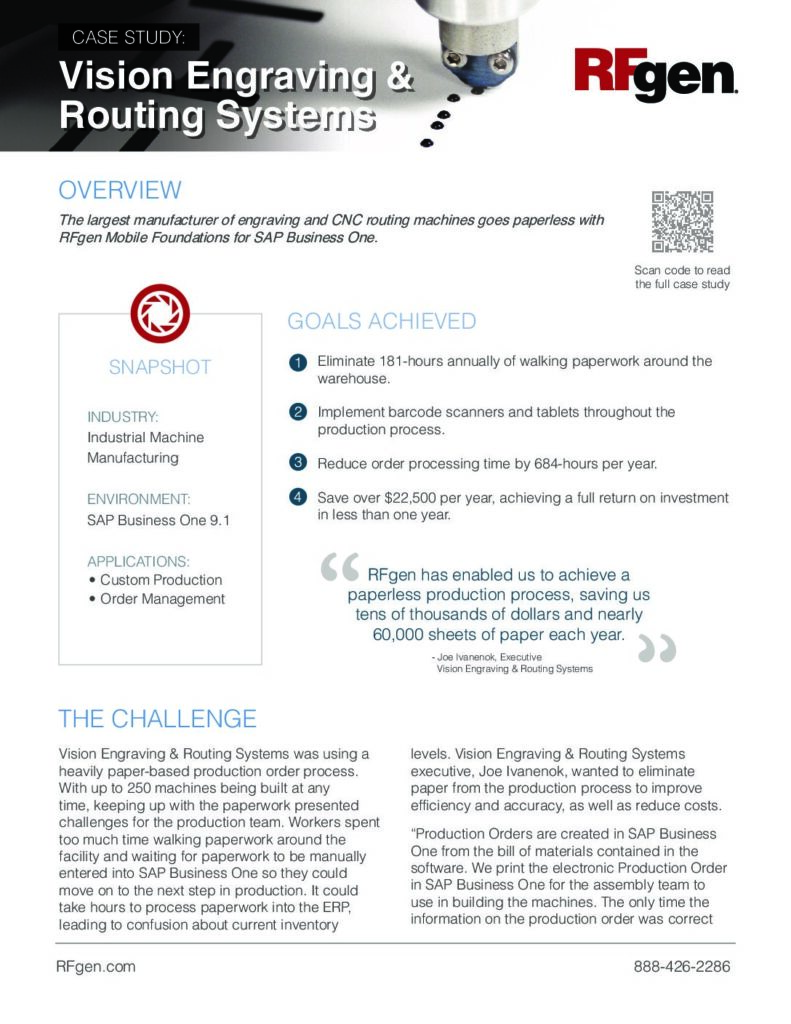 CASE STUDY:
Vision Engraving &
Routing Systems
RFgen.
OVERVIEW
The largest manufacturer of engraving and CNC routing machines goes paperless with
RFgen Mobile Foundations for SAP Business One.
Scan code to read
the full case study
SNAPSHOT
INDUSTRY:
Industrial Machine
Manufacturing
ENVIRONMENT:
SAP Business One 9.1
APPLICATIONS:
• Custom Production
• Order Management
GOALS ACHIEVED
1 Eliminate 181-hours annually of walking paperwork around the
warehouse.
2 Implement barcode scanners and tablets throughout the
production process.
3 Reduce order processing time by 684-hours per year.
4 Save over $22,500 per year, achieving a full return on investment
in less than one year.
“ RFgen has enabled us to achieve a
paperless production process, saving us
tens of thousands of dollars and nearly
60,000 sheets of paper each year. ”
- Joe Ivanenok, Executive
Vision Engraving & Routing Systems
THE CHALLENGE
Vision Engraving & Routing Systems was using a
heavily paper-based production order process.
With up to 250 machines being built at any
time, keeping up with the paperwork presented
challenges for the production team. Workers spent
too much time walking paperwork around the
facility and waiting for paperwork to be manually
entered into SAP Business One so they could
move on to the next step in production. It could
take hours to process paperwork into the ERP,
leading to confusion about current inventory
levels. Vision Engraving & Routing Systems
executive, Joe Ivanenok, wanted to eliminate
paper from the production process to improve
efficiency and accuracy, as well as reduce costs.
“Production Orders are created in SAP Business
One from the bill of materials contained in the
software. We print the electronic Production Order
in SAP Business One for the assembly team to
use in building the machines. The only time the
information on the production order was correct
RFgen.com
888-426-2286